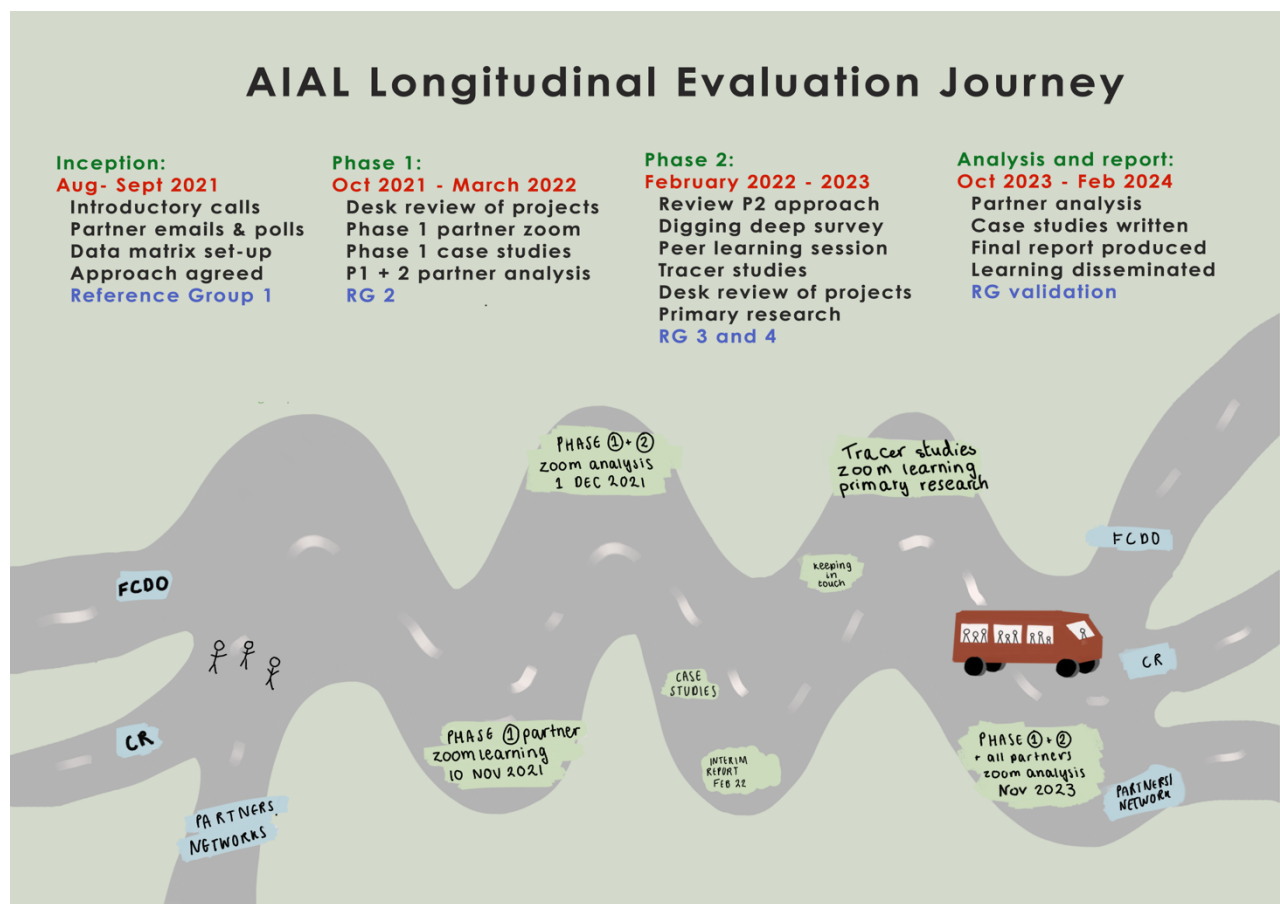 AIAL Longitudinal Evaluation Journey
Inception:
Aug- Sept 2021
Introductory calls
Partner emails & polls
Data matrix set-up
Approach agreed
Reference Group 1
Phase 1:
Oct 2021 - March 2022
Desk review of projects
Phase 1 partner zoom
Phase 1 case studies
P1 + 2 partner analysis
RG 2
Phase 2:
February 2022 - 2023
Review P2 approach
Digging deep survey
Peer learning session
Tracer studies
Desk review of projects
Primary research
RG 3 and 4
Analysis and report:
Oct 2023 - Feb 2024
Partner analysis
Case studies written
Final report produced
Learning disseminated
RG validation
FCDO
CR
PARTNERS
NETWORKS
PHASE ① partner
zoom learning
10 NOV 2021
PHASE ① + ②
zoom analysis
1 DEC 2021
CASE
STUDIES
INTERIM
REPORT
FEB 22
keeping
in
touch
Tracer studies
zoom learning
primary research
PHASE ① + ②
+ all partners
zoom analysis
Nov 2023
FCDO
CR
PARTNERS/
NETWORK